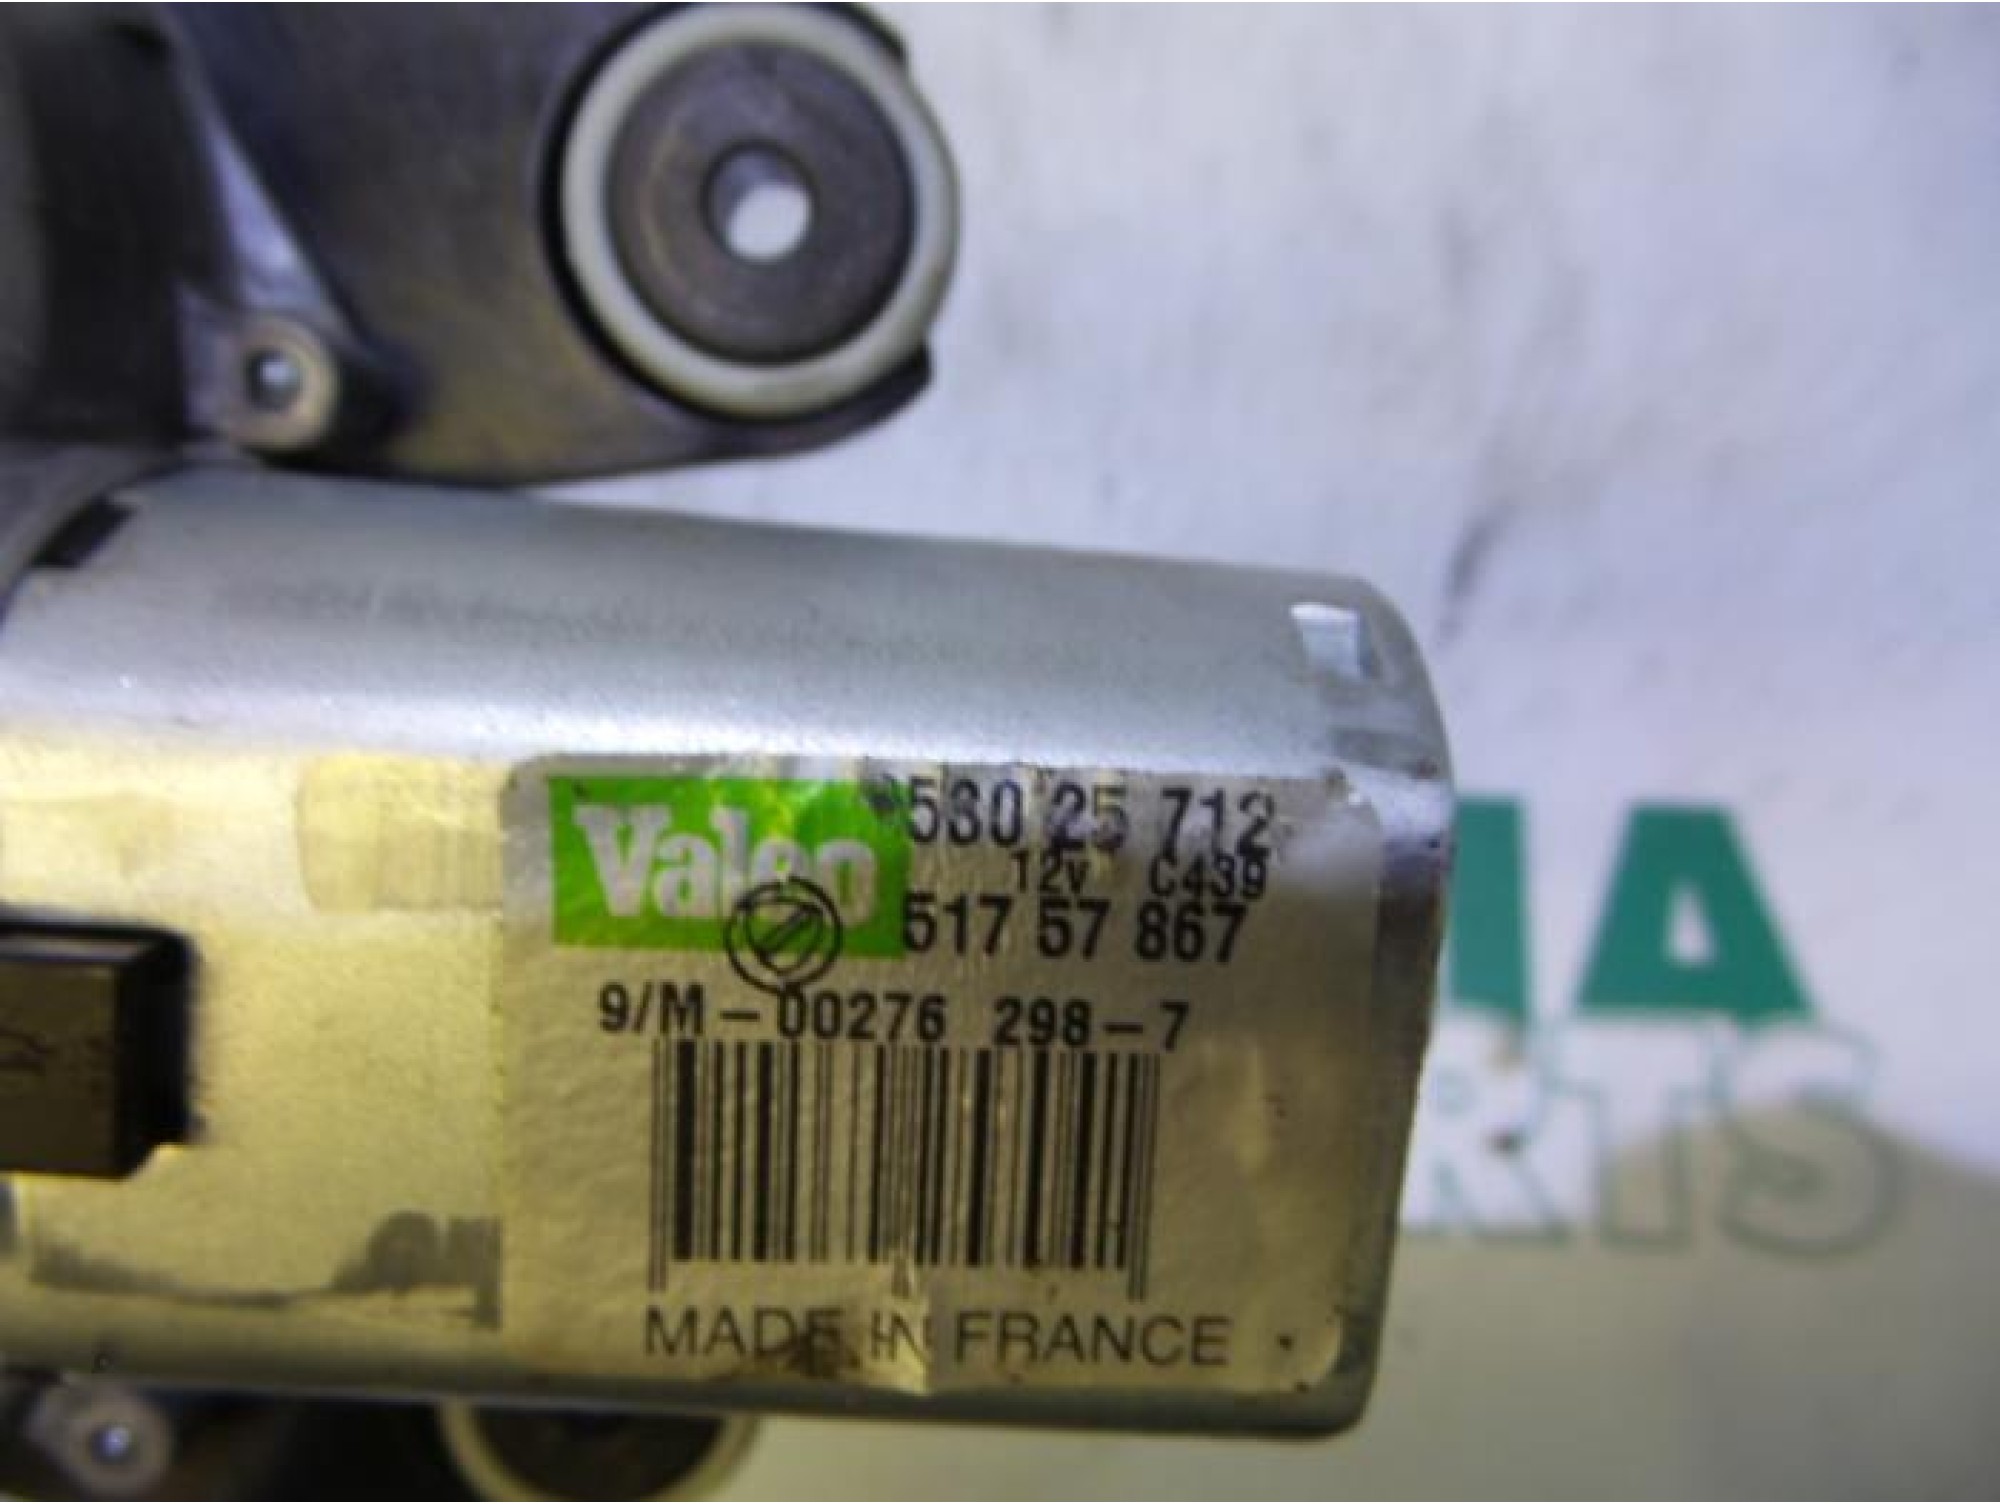 Valeo
530 25 712
12v C439
517 57 867
9/M-00276 298-7
MADE IN FRANCE